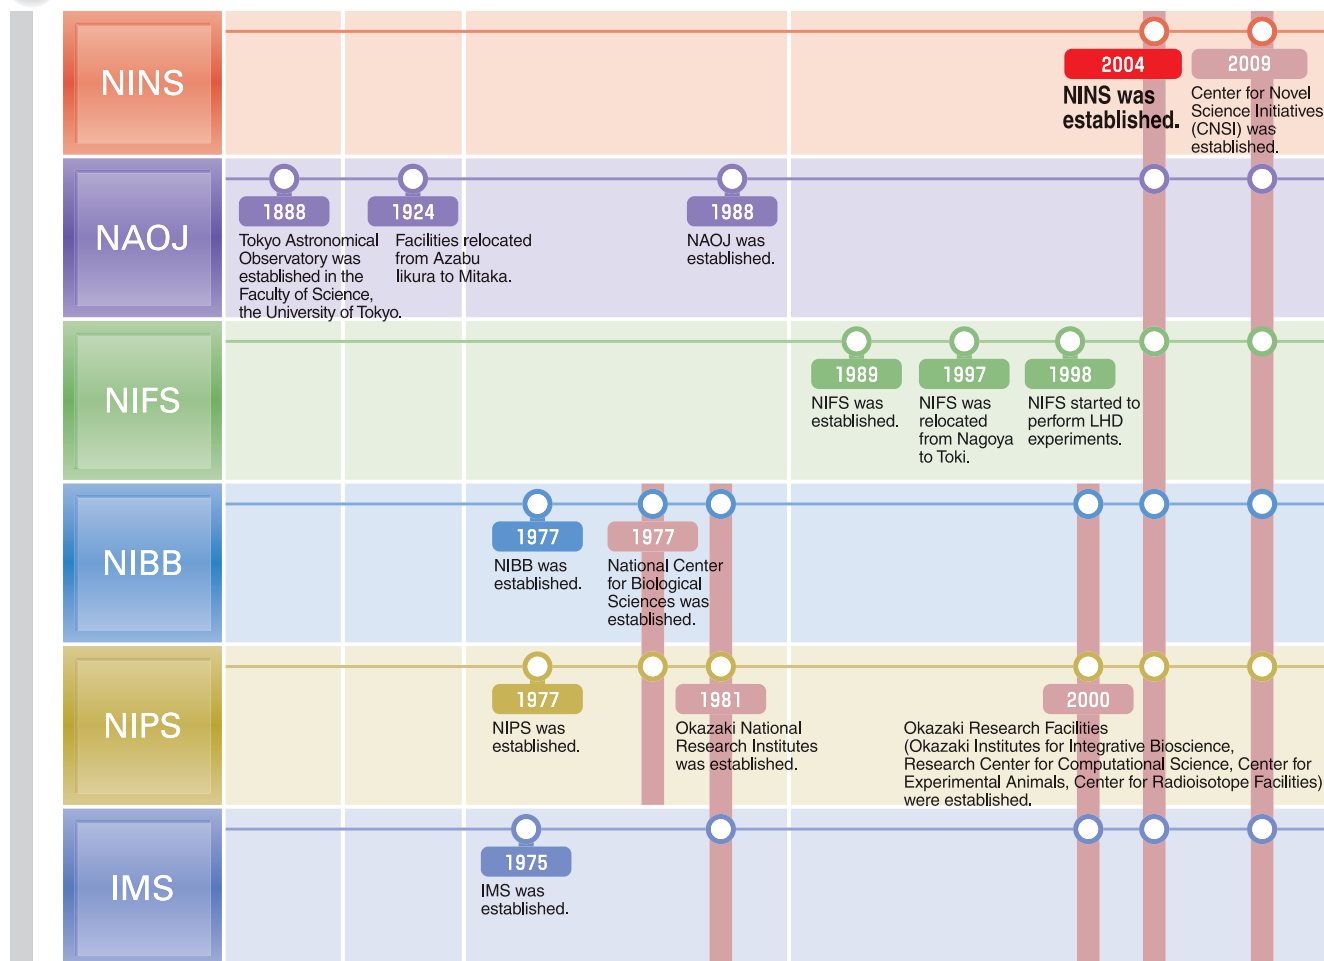 NINS
2004
NINS was
established.
2009
Center for Novel
Science Initiatives
(CNSI) was
established.
NAOJ
1888
Tokyo Astronomical
Observatory was
established in the
Faculty of Science,
the University of Tokyo.
1924
Facilities relocated
from Azabu
Iikura to Mitaka.
1988
NAOJ was
established.
NIFS
1989
NIFS was
established.
1997
NIFS was
relocated
from Nagoya
to Toki.
1998
NIFS started to
perform LHD
experiments.
NIBB
1977
NIBB was
established.
1977
National Center
for Biological
Sciences was
established.
NIPS
1977
NIPS was
established.
1981
Okazaki National
Research Institutes
was established.
2000
Okazaki Research Facilities
(Okazaki Institutes for Integrative Bioscience,
Research Center for Computational Science, Center for
Experimental Animals, Center for Radioisotope Facilities)
were established.
IMS
1975
IMS was
established.